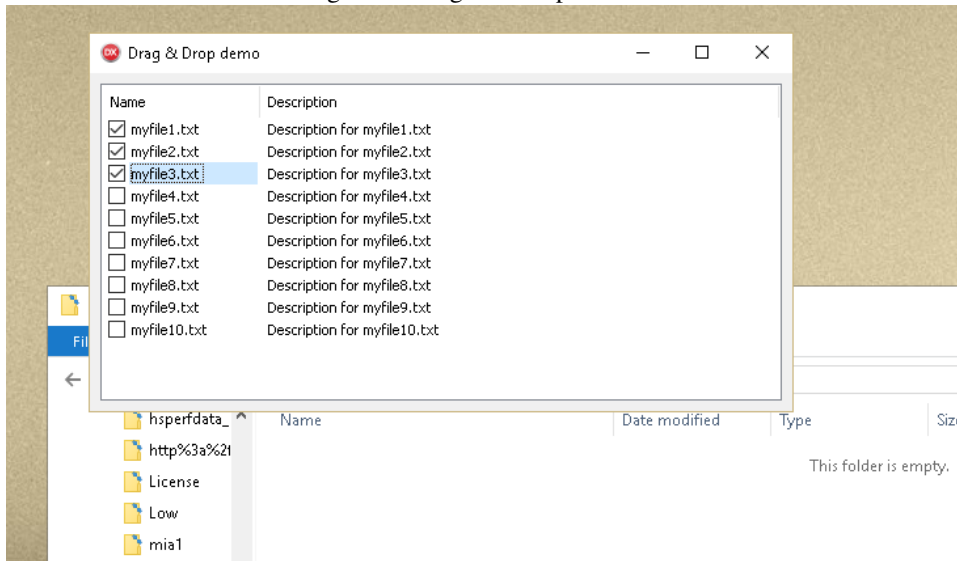 DX Drag & Drop demo
Name Description
myfile1.txt Description for myfile1.txt
myfile2.txt Description for myfile2.txt
myfile3.txt Description for myfile3.txt
myfile4.txt Description for myfile4.txt
myfile5.txt Description for myfile5.txt
myfile6.txt Description for myfile6.txt
myfile7.txt Description for myfile7.txt
myfile8.txt Description for myfile8.txt
myfile9.txt Description for myfile9.txt
myfile10.txt Description for myfile10.txt
Fil
hsperfdata_ Name Date modified Type Siz
http%3a%2f
This folder is empty.
License
Low
mia1